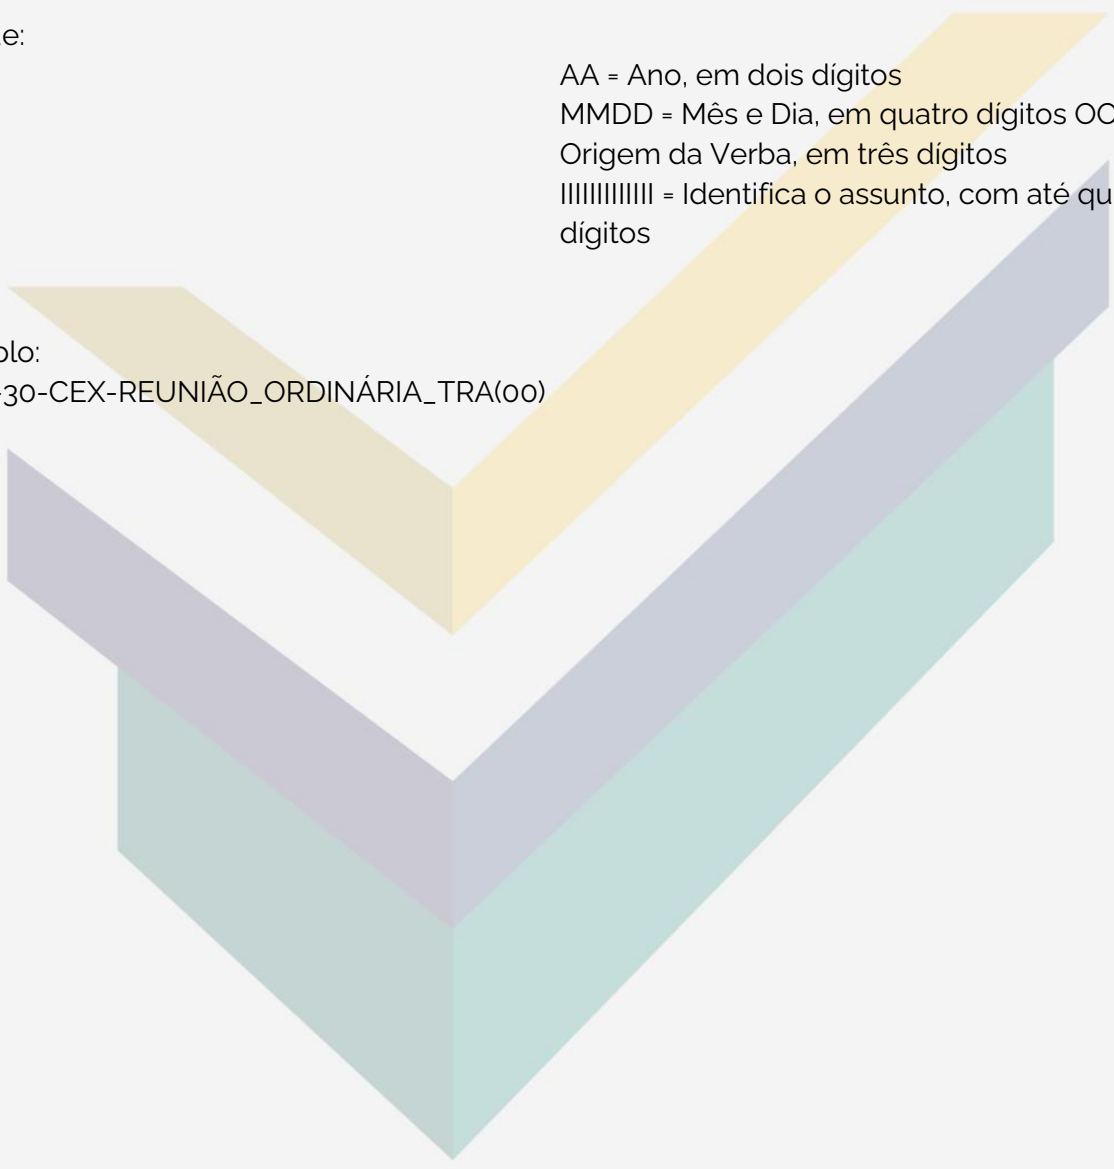 e:
AA = Ano, em dois dígitos
MMDD = Mês e Dia, em quatro dígitos OO
Origem da Verba, em três dígitos
IIIIIIIIIIIII = Identifica o assunto, com até qu
dígitos
olo:
-30-CEX-REUNIÃO_ORDINÁRIA_TRA(00)